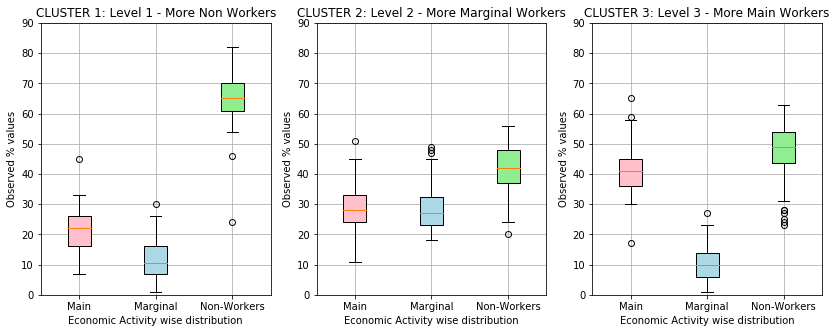 CLUSTER 1: Level 1 - More Non Workers
Observed % values
90
80
70
60
50
40
30
20
10
0
Main Marginal Non-Workers
Economic Activity wise distribution
CLUSTER 2: Level 2 - More Marginal Workers
Observed % values
90
80
70
60
50
40
30
20
10
0
Main Marginal Non-Workers
Economic Activity wise distribution
CLUSTER 3: Level 3 - More Main Workers
Observed % values
90
80
70
60
50
40
30
20
10
0
Main Marginal Non-Workers
Economic Activity wise distribution